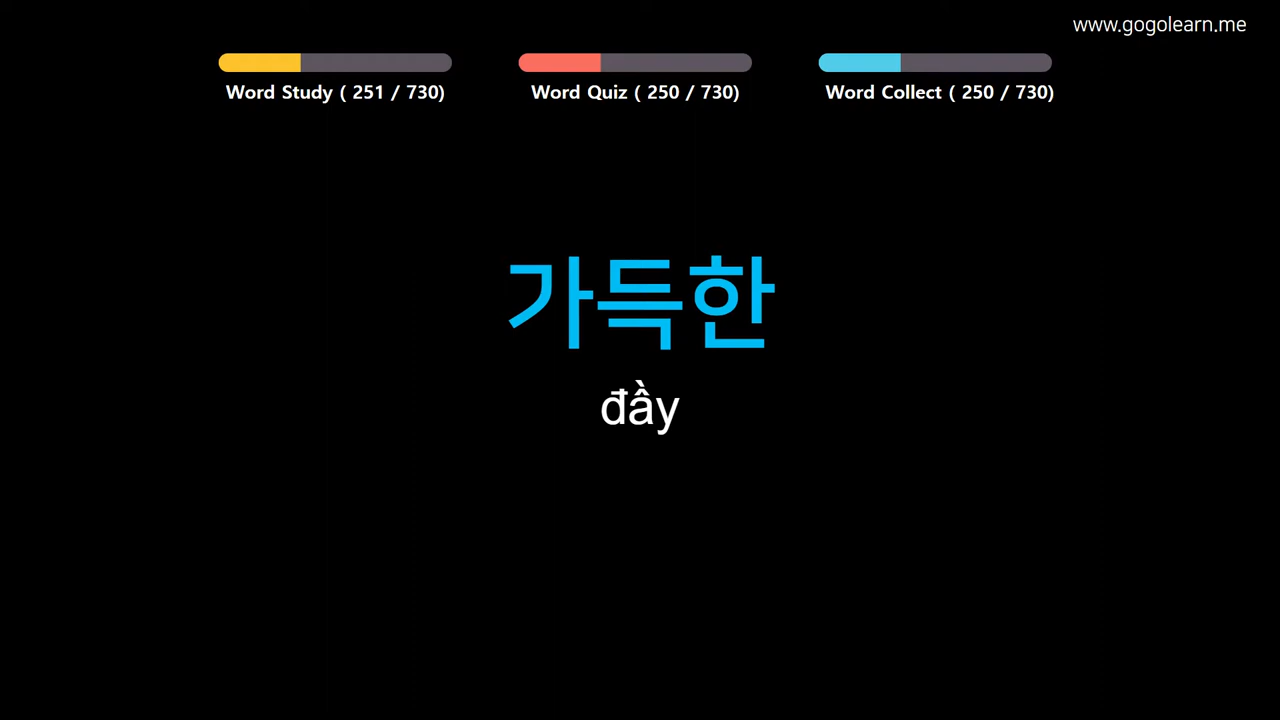 www.gogolearn.me
Word Study ( 251 / 730)
Word Quiz ( 250 / 730)
Word Collect ( 250 / 730)
가득한
đầy